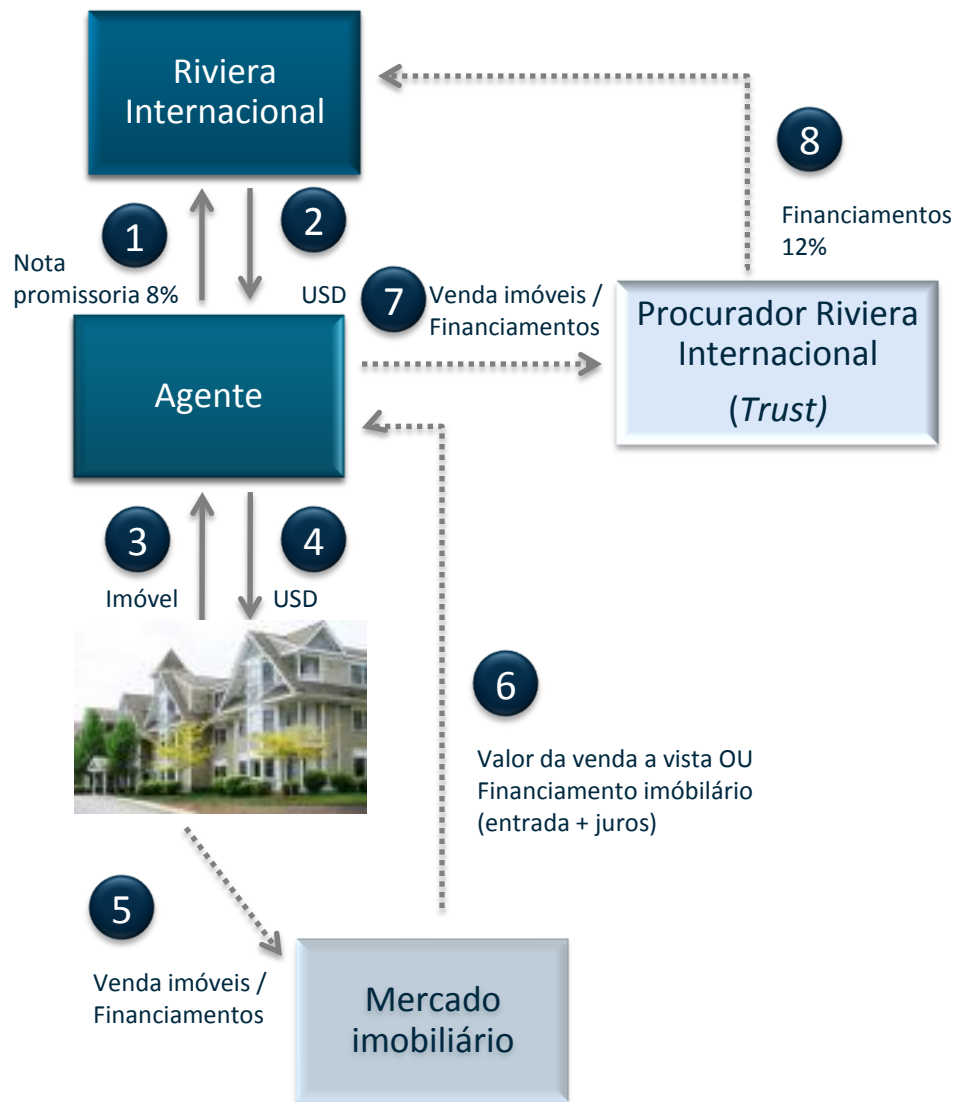 Riviera
Internacional
8
1
2
Financiamentos
12%
Nota
promissoria 8%
USD
7
Venda imóveis /
Financiamentos
Procurador Riviera
Internacional
(Trust)
Agente
3
4
Imóvel
USD
6
Valor da venda a vista OU
Financiamento imóbilário
(entrada + juros)
5
Venda imóveis /
Financiamentos
Mercado
imobiliário